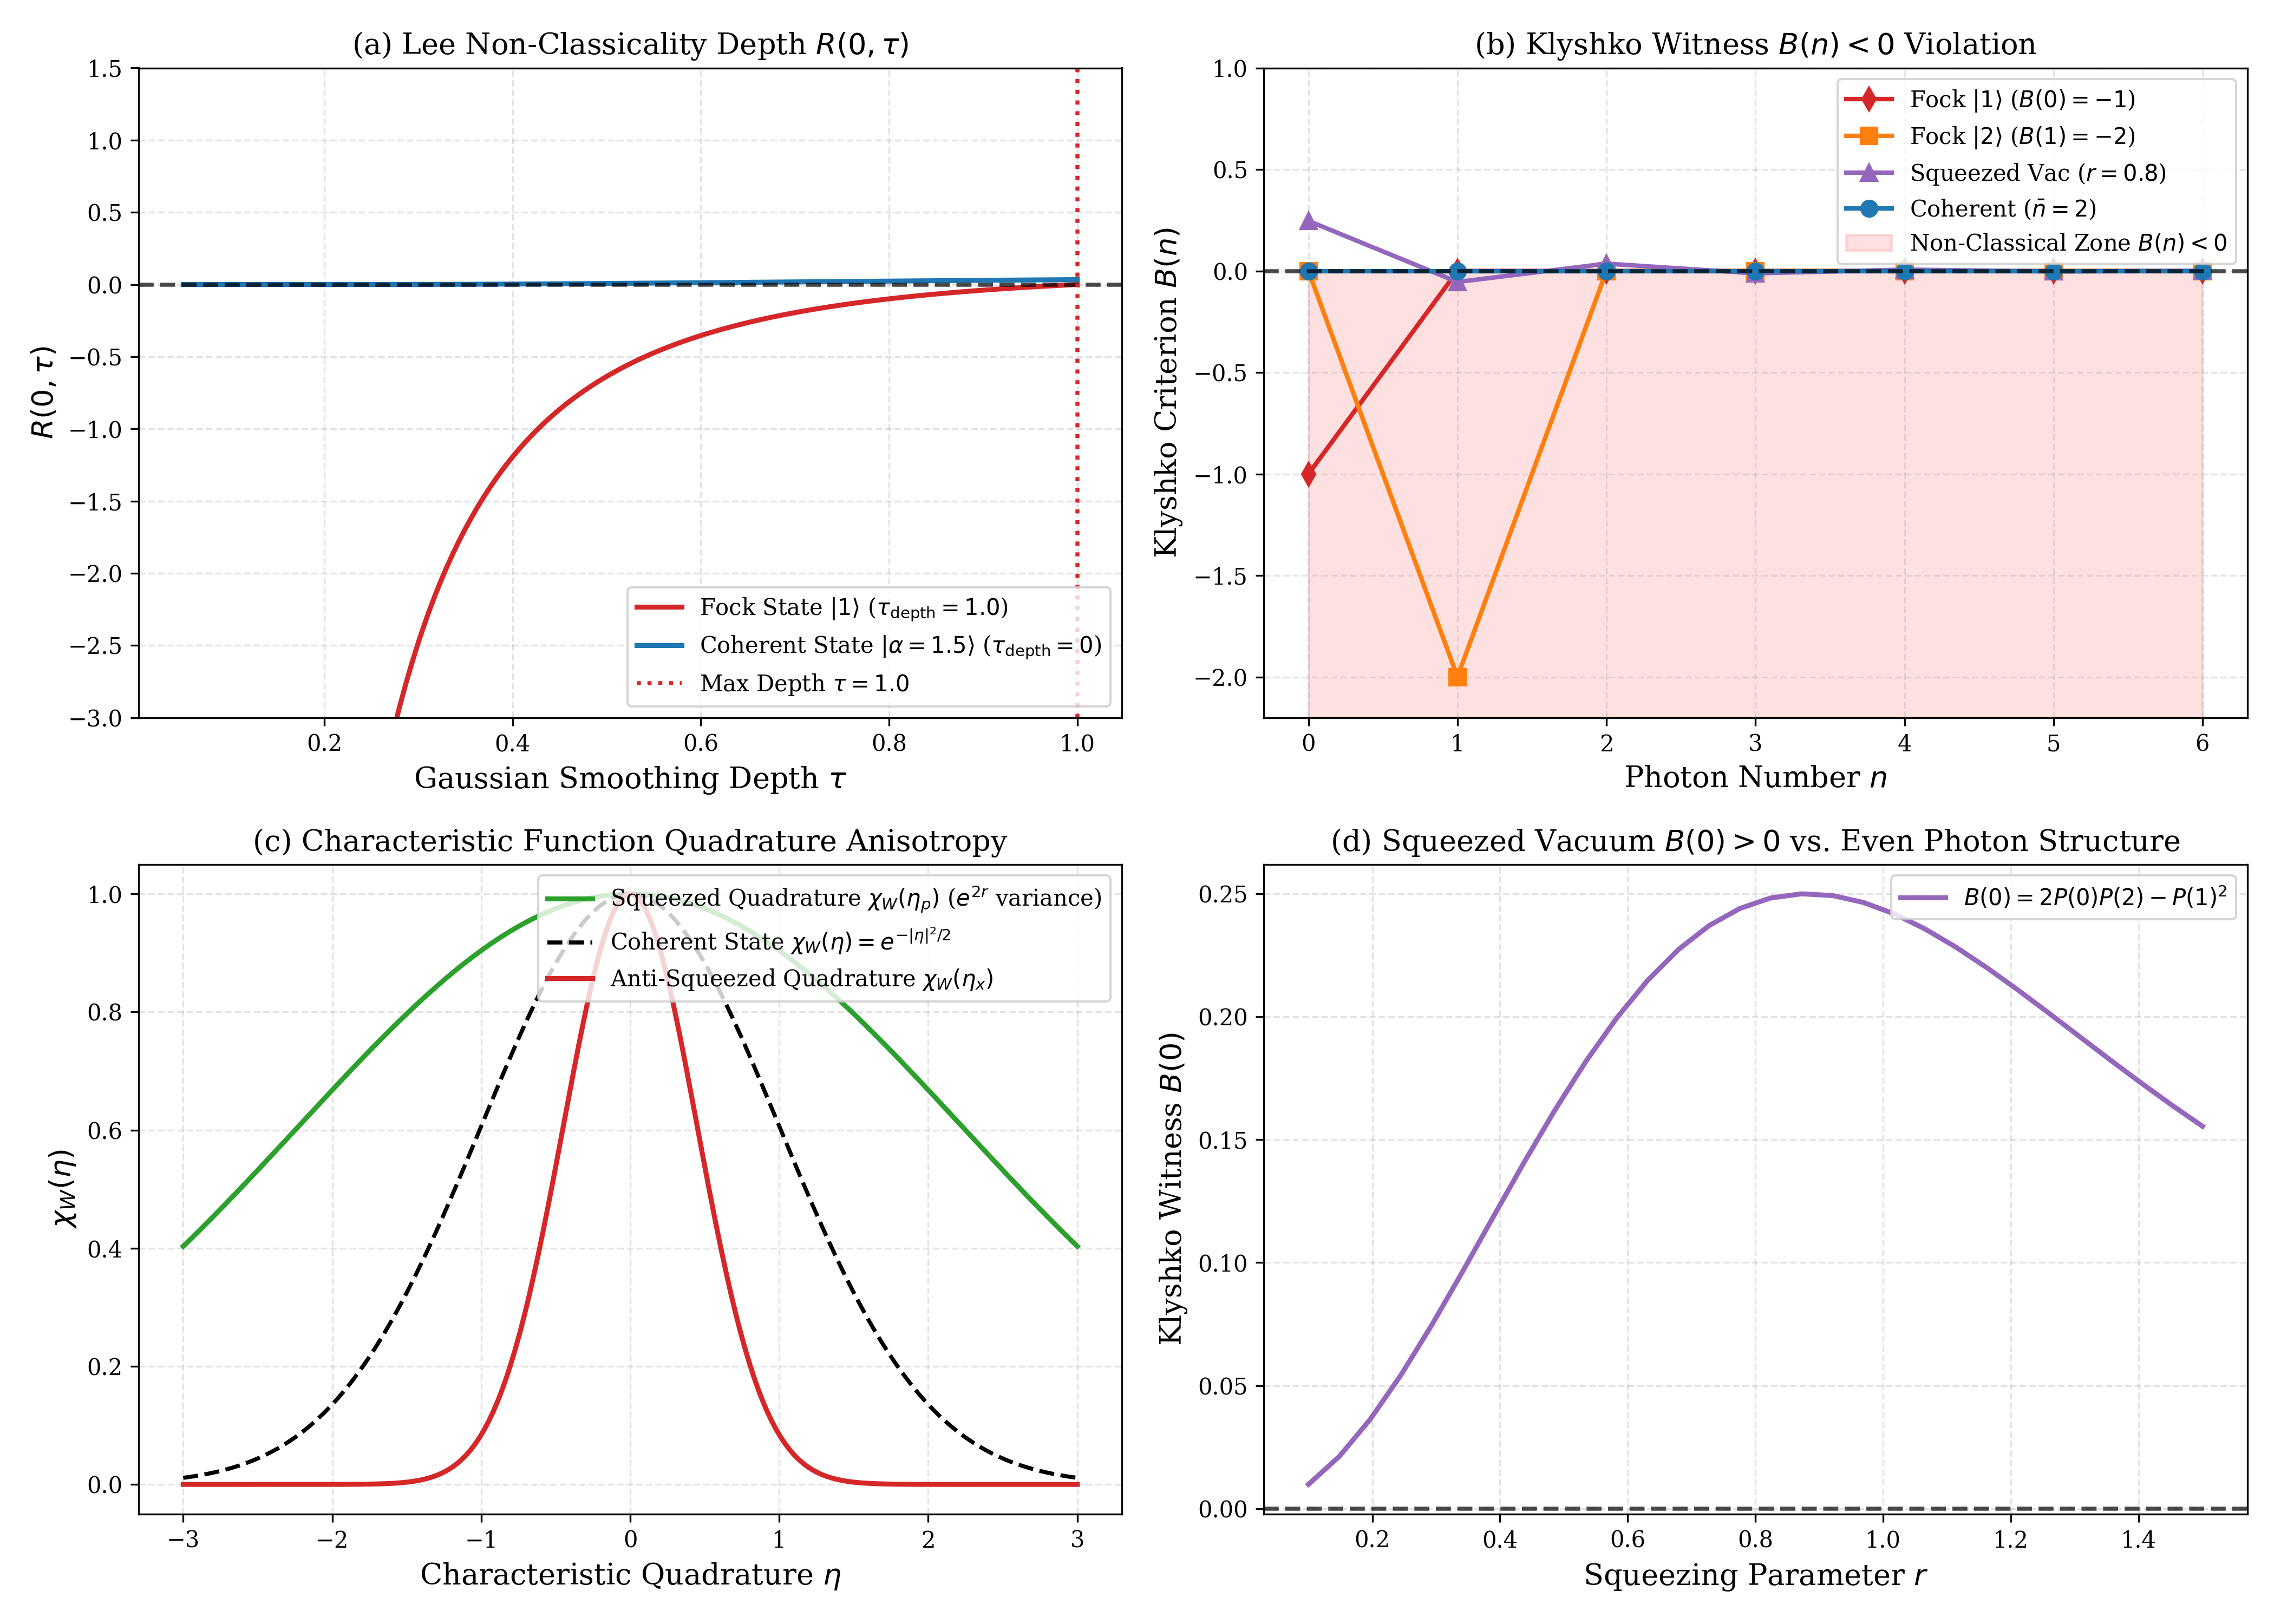 (a) Lee Non-Classicality Depth R(0, τ)
1.5
1.0
0.5
0.0
−0.5
−1.0
−1.5
−2.0
−2.5
−3.0
R(0, τ)
Fock State |1⟩ (τ_depth = 1.0)
Coherent State |α = 1.5⟩ (τ_depth = 0)
Max Depth τ = 1.0
0.2 0.4 0.6 0.8 1.0
Gaussian Smoothing Depth τ
(b) Klyshko Witness B(n) < 0 Violation
1.0
0.5
0.0
−0.5
−1.0
−1.5
−2.0
Klyshko Criterion B(n)
Fock |1⟩ (B(0) = −1)
Fock |2⟩ (B(1) = −2)
Squeezed Vac (r = 0.8)
Coherent (n̄ = 2)
Non-Classical Zone B(n) < 0
0 1 2 3 4 5 6
Photon Number n
(c) Characteristic Function Quadrature Anisotropy
1.0
0.8
0.6
0.4
0.2
0.0
χ_W(η)
Squeezed Quadrature χ_W(η_p) (e^{2r} variance)
Coherent State χ_W(η) = e^{−|η|²/2}
Anti-Squeezed Quadrature χ_W(η_x)
−3 −2 −1 0 1 2 3
Characteristic Quadrature η
(d) Squeezed Vacuum B(0) > 0 vs. Even Photon Structure
0.25
0.20
0.15
0.10
0.05
0.00
Klyshko Witness B(0)
B(0) = 2P(0)P(2) − P(1)²
0.2 0.4 0.6 0.8 1.0 1.2 1.4
Squeezing Parameter r